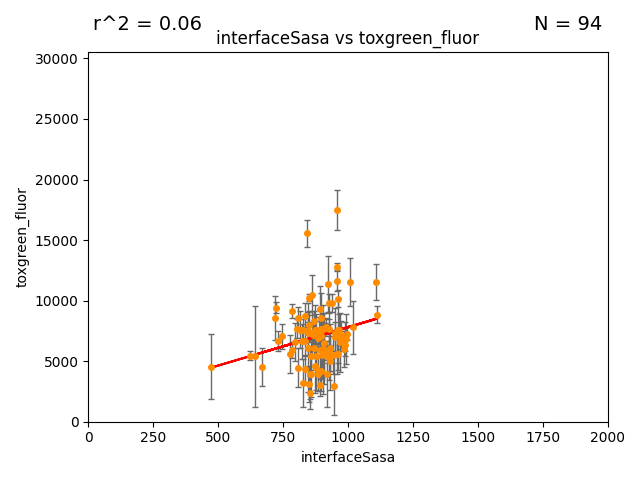 r^2 = 0.06
N = 94
interfaceSasa vs toxgreen_fluor
30000
25000
20000
15000
10000
5000
0
toxgreen_fluor
0 250 500 750 1000 1250 1500 1750 2000
interfaceSasa